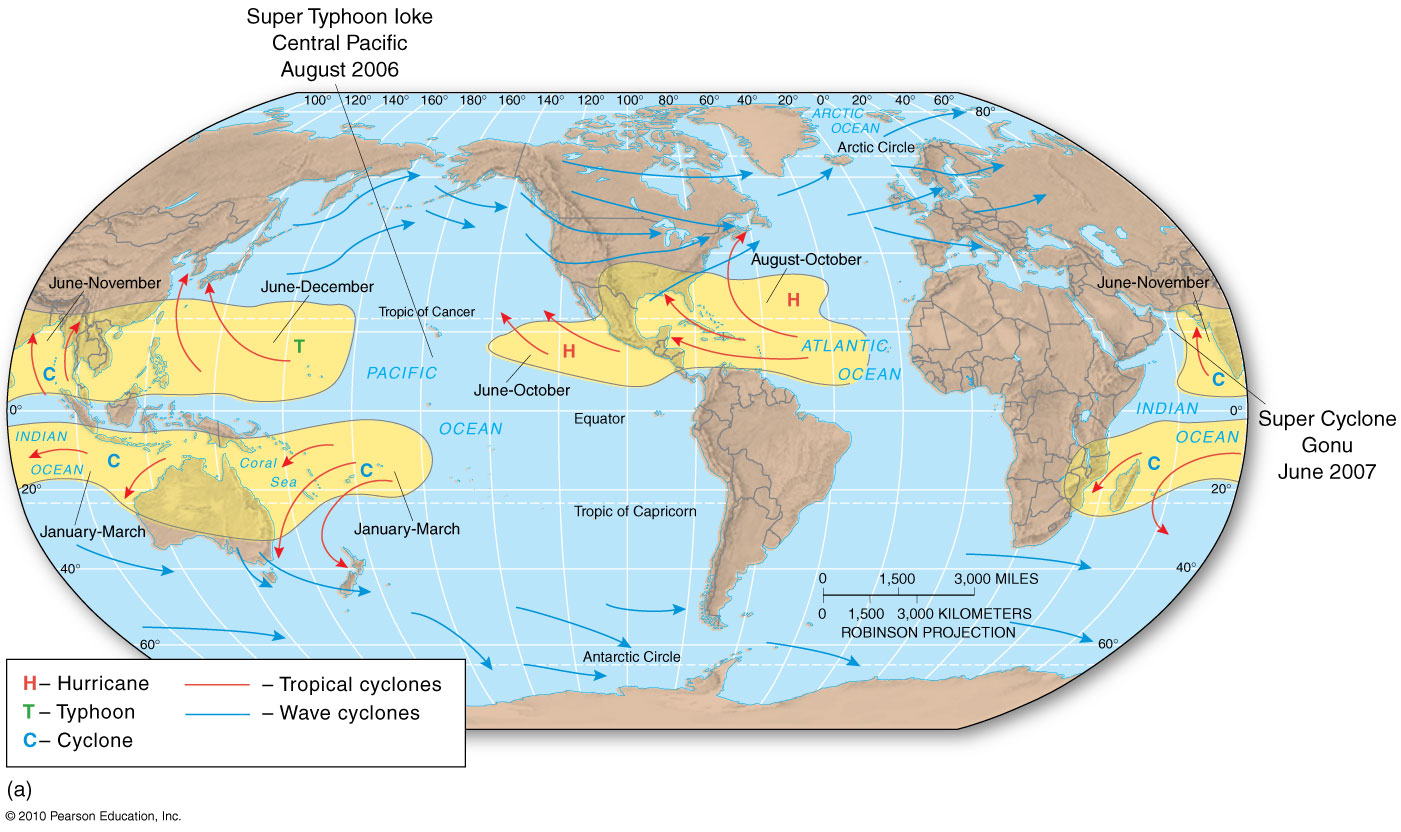 Super Typhoon Ioke
Central Pacific
August 2006
100° 120° 140° 160° 180° 160° 140° 120° 100° 80° 60° 40° 20° 0° 20° 40° 60°
80°
ARCTIC
OCEAN
Arctic Circle
August-October
June-November
June-December
June-November
H
Tropic of Cancer
T
H
ATLANTIC
C
PACIFIC
OCEAN
C
June-October
0°
Equator
INDIAN
0°
OCEAN
INDIAN
OCEAN
Super Cyclone
Gonu
June 2007
OCEAN
C
Coral
Sea
C
C
20°
20°
Tropic of Capricorn
January-March
January-March
40°
40°
0 1,500 3,000 MILES
0 1,500 3,000 KILOMETERS
ROBINSON PROJECTION
60°
60°
Antarctic Circle
H – Hurricane
T – Typhoon
C – Cyclone
– Tropical cyclones
– Wave cyclones
(a)
© 2010 Pearson Education, Inc.